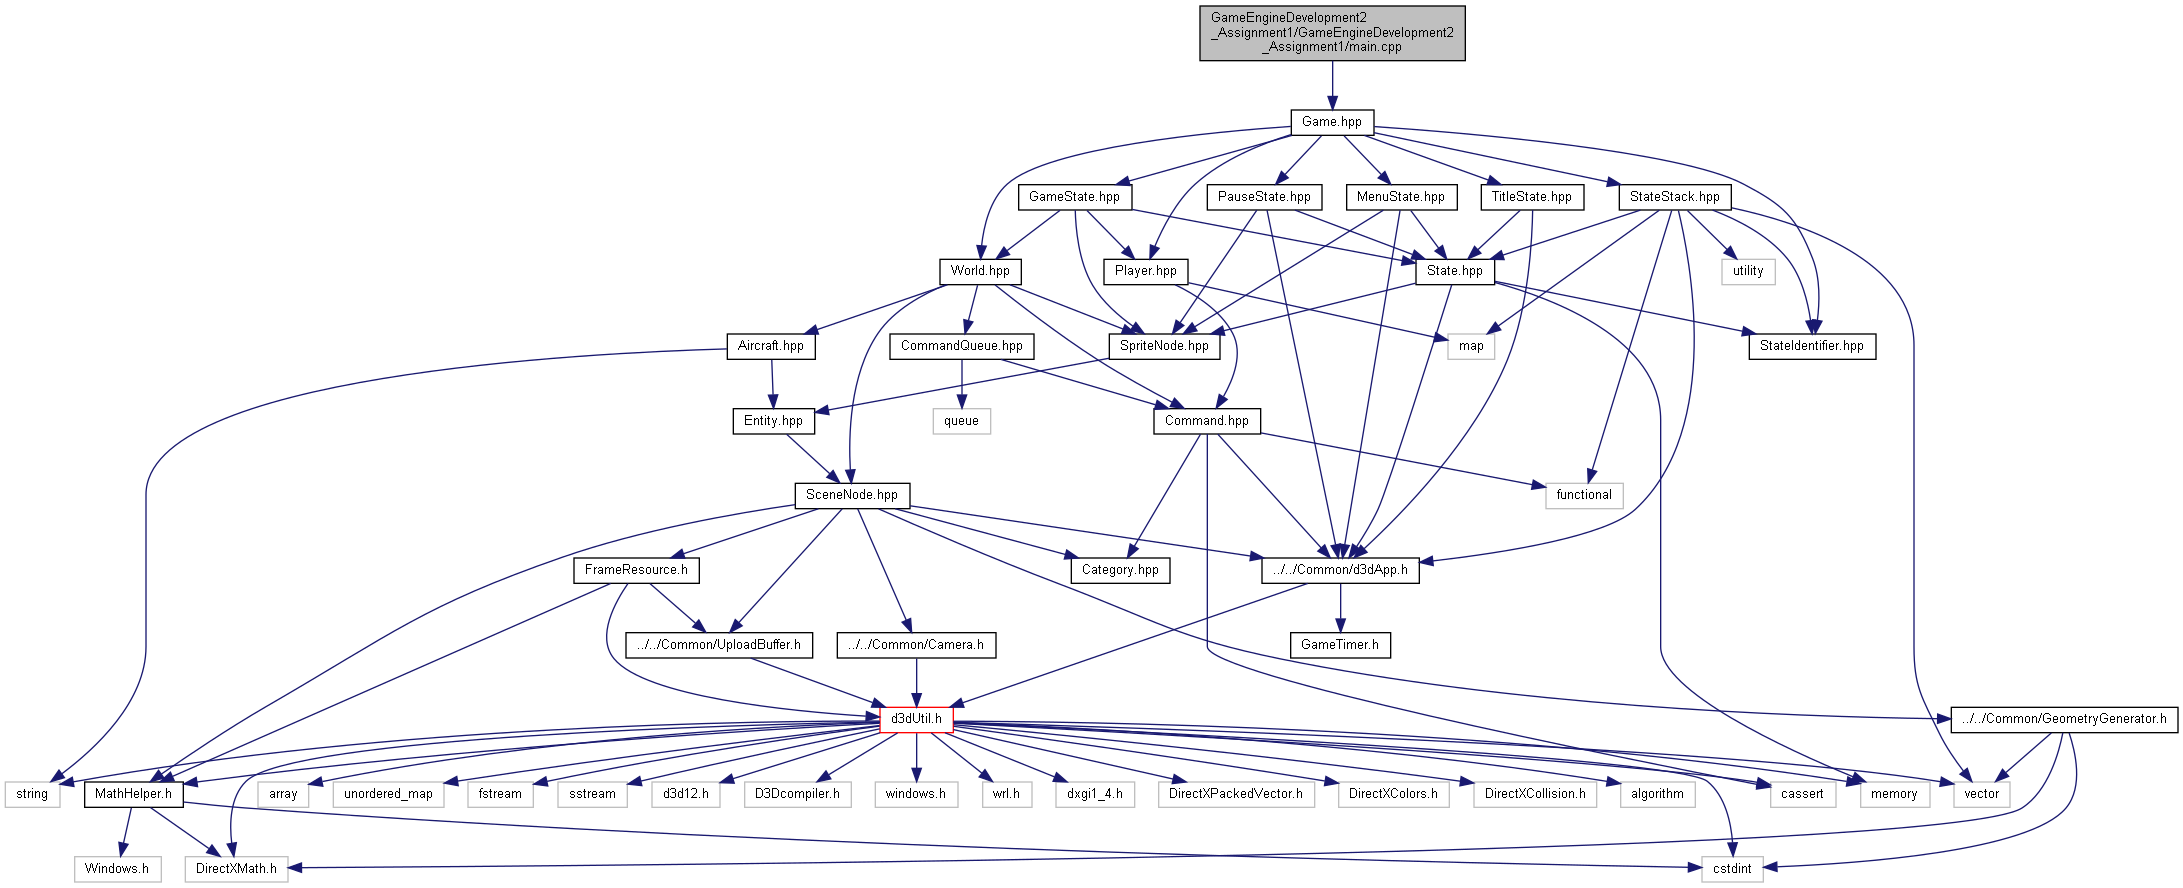 GameEngineDevelopment2
_Assignment1/GameEngineDevelopment2
_Assignment1/main.cpp
Game.hpp
GameState.hpp
PauseState.hpp
MenuState.hpp
TitleState.hpp
StateStack.hpp
World.hpp
Player.hpp
State.hpp
utility
Aircraft.hpp
CommandQueue.hpp
SpriteNode.hpp
map
StateIdentifier.hpp
Entity.hpp
queue
Command.hpp
SceneNode.hpp
functional
FrameResource.h
Category.hpp
../../Common/d3dApp.h
../../Common/UploadBuffer.h
../../Common/Camera.h
GameTimer.h
d3dUtil.h
../../Common/GeometryGenerator.h
string
MathHelper.h
array
unordered_map
fstream
sstream
d3d12.h
D3Dcompiler.h
windows.h
wrl.h
dxgi1_4.h
DirectXPackedVector.h
DirectXColors.h
DirectXCollision.h
algorithm
cassert
memory
vector
Windows.h
DirectXMath.h
cstdint